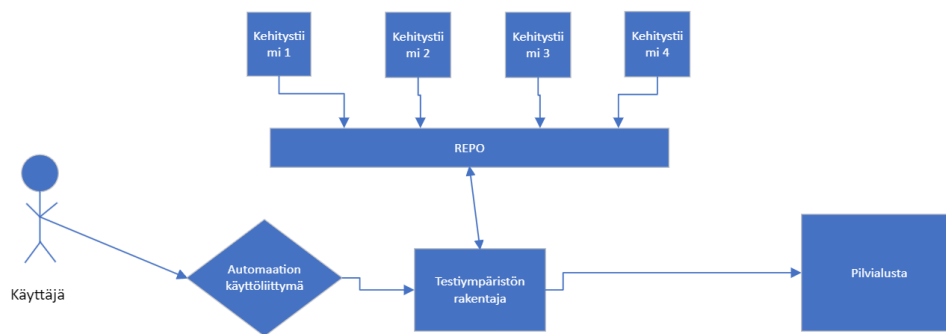 Kehitystii
mi 1
Kehitystii
mi 2
Kehitystii
mi 3
Kehitystii
mi 4
REPO
Käyttäjä
Automaation
käyttöliittymä
Testiympäristön
rakentaja
Pilvialusta